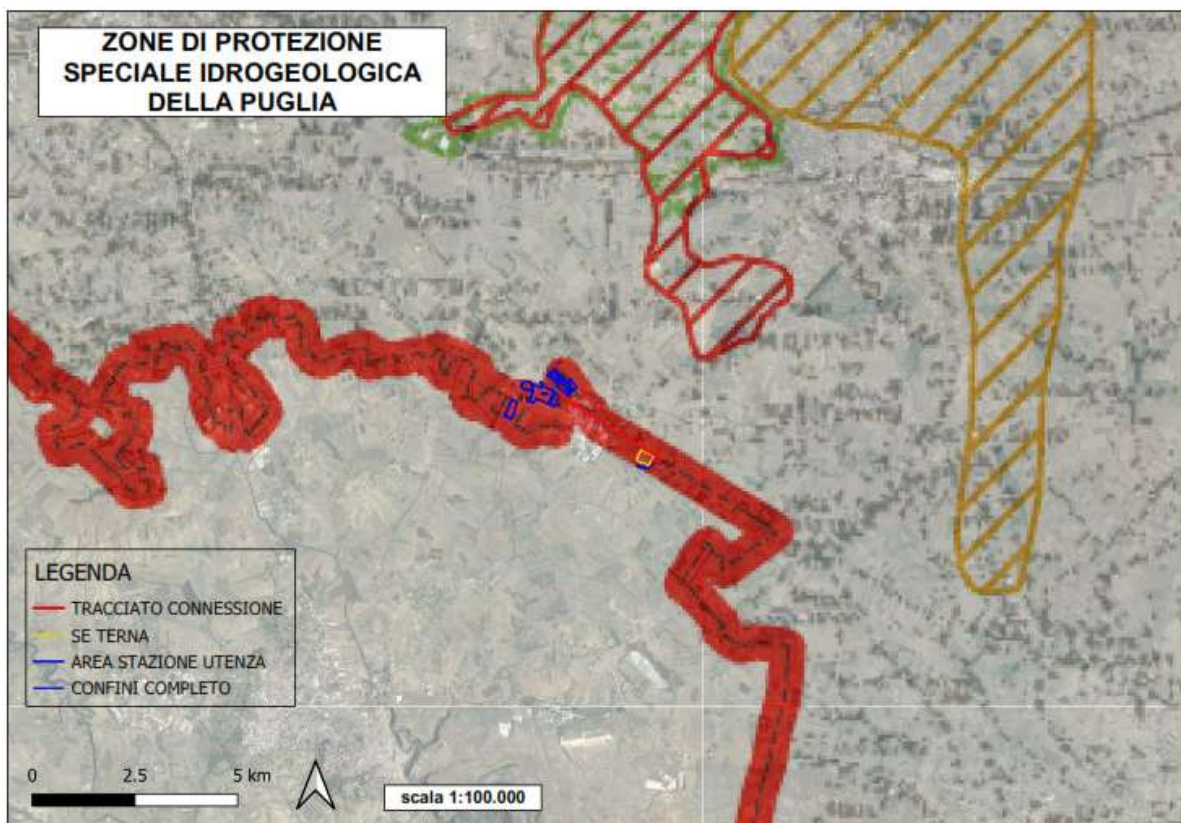 ZONE DI PROTEZIONE
SPECIALE IDROGEOLOGICA
DELLA PUGLIA
LEGENDA
TRACCIATO CONNESSIONE
SE TERNA
AREA STAZIONE UTENZA
CONFINI COMPLETO
0 2.5 5 km
scala 1:100.000